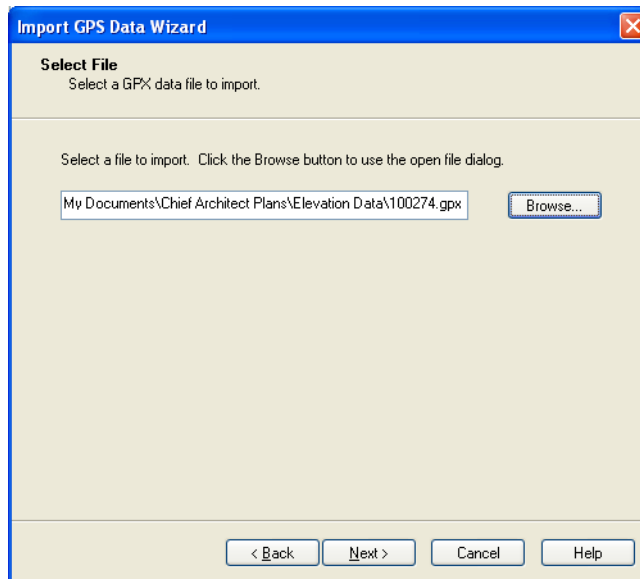 Import GPS Data Wizard
Select File
Select a GPX data file to import.
Select a file to import. Click the Browse button to use the open file dialog.
My Documents\Chief Architect Plans\Elevation Data\100274.gpx
Browse...
< Back
Next >
Cancel
Help